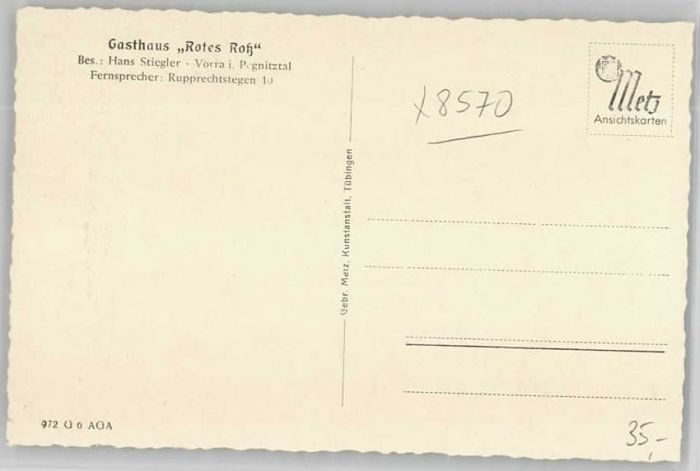 Gasthaus „Rotes Roß“
Bes.: Hans Stiegler · Vorra i. Pegnitztal
Fernsprecher: Rupprechtstegen 10
x 8570
Metz
Ansichtskarten
Gebr. Metz, Kunstanstalt, Tübingen
972 G 6 AOA
35,-